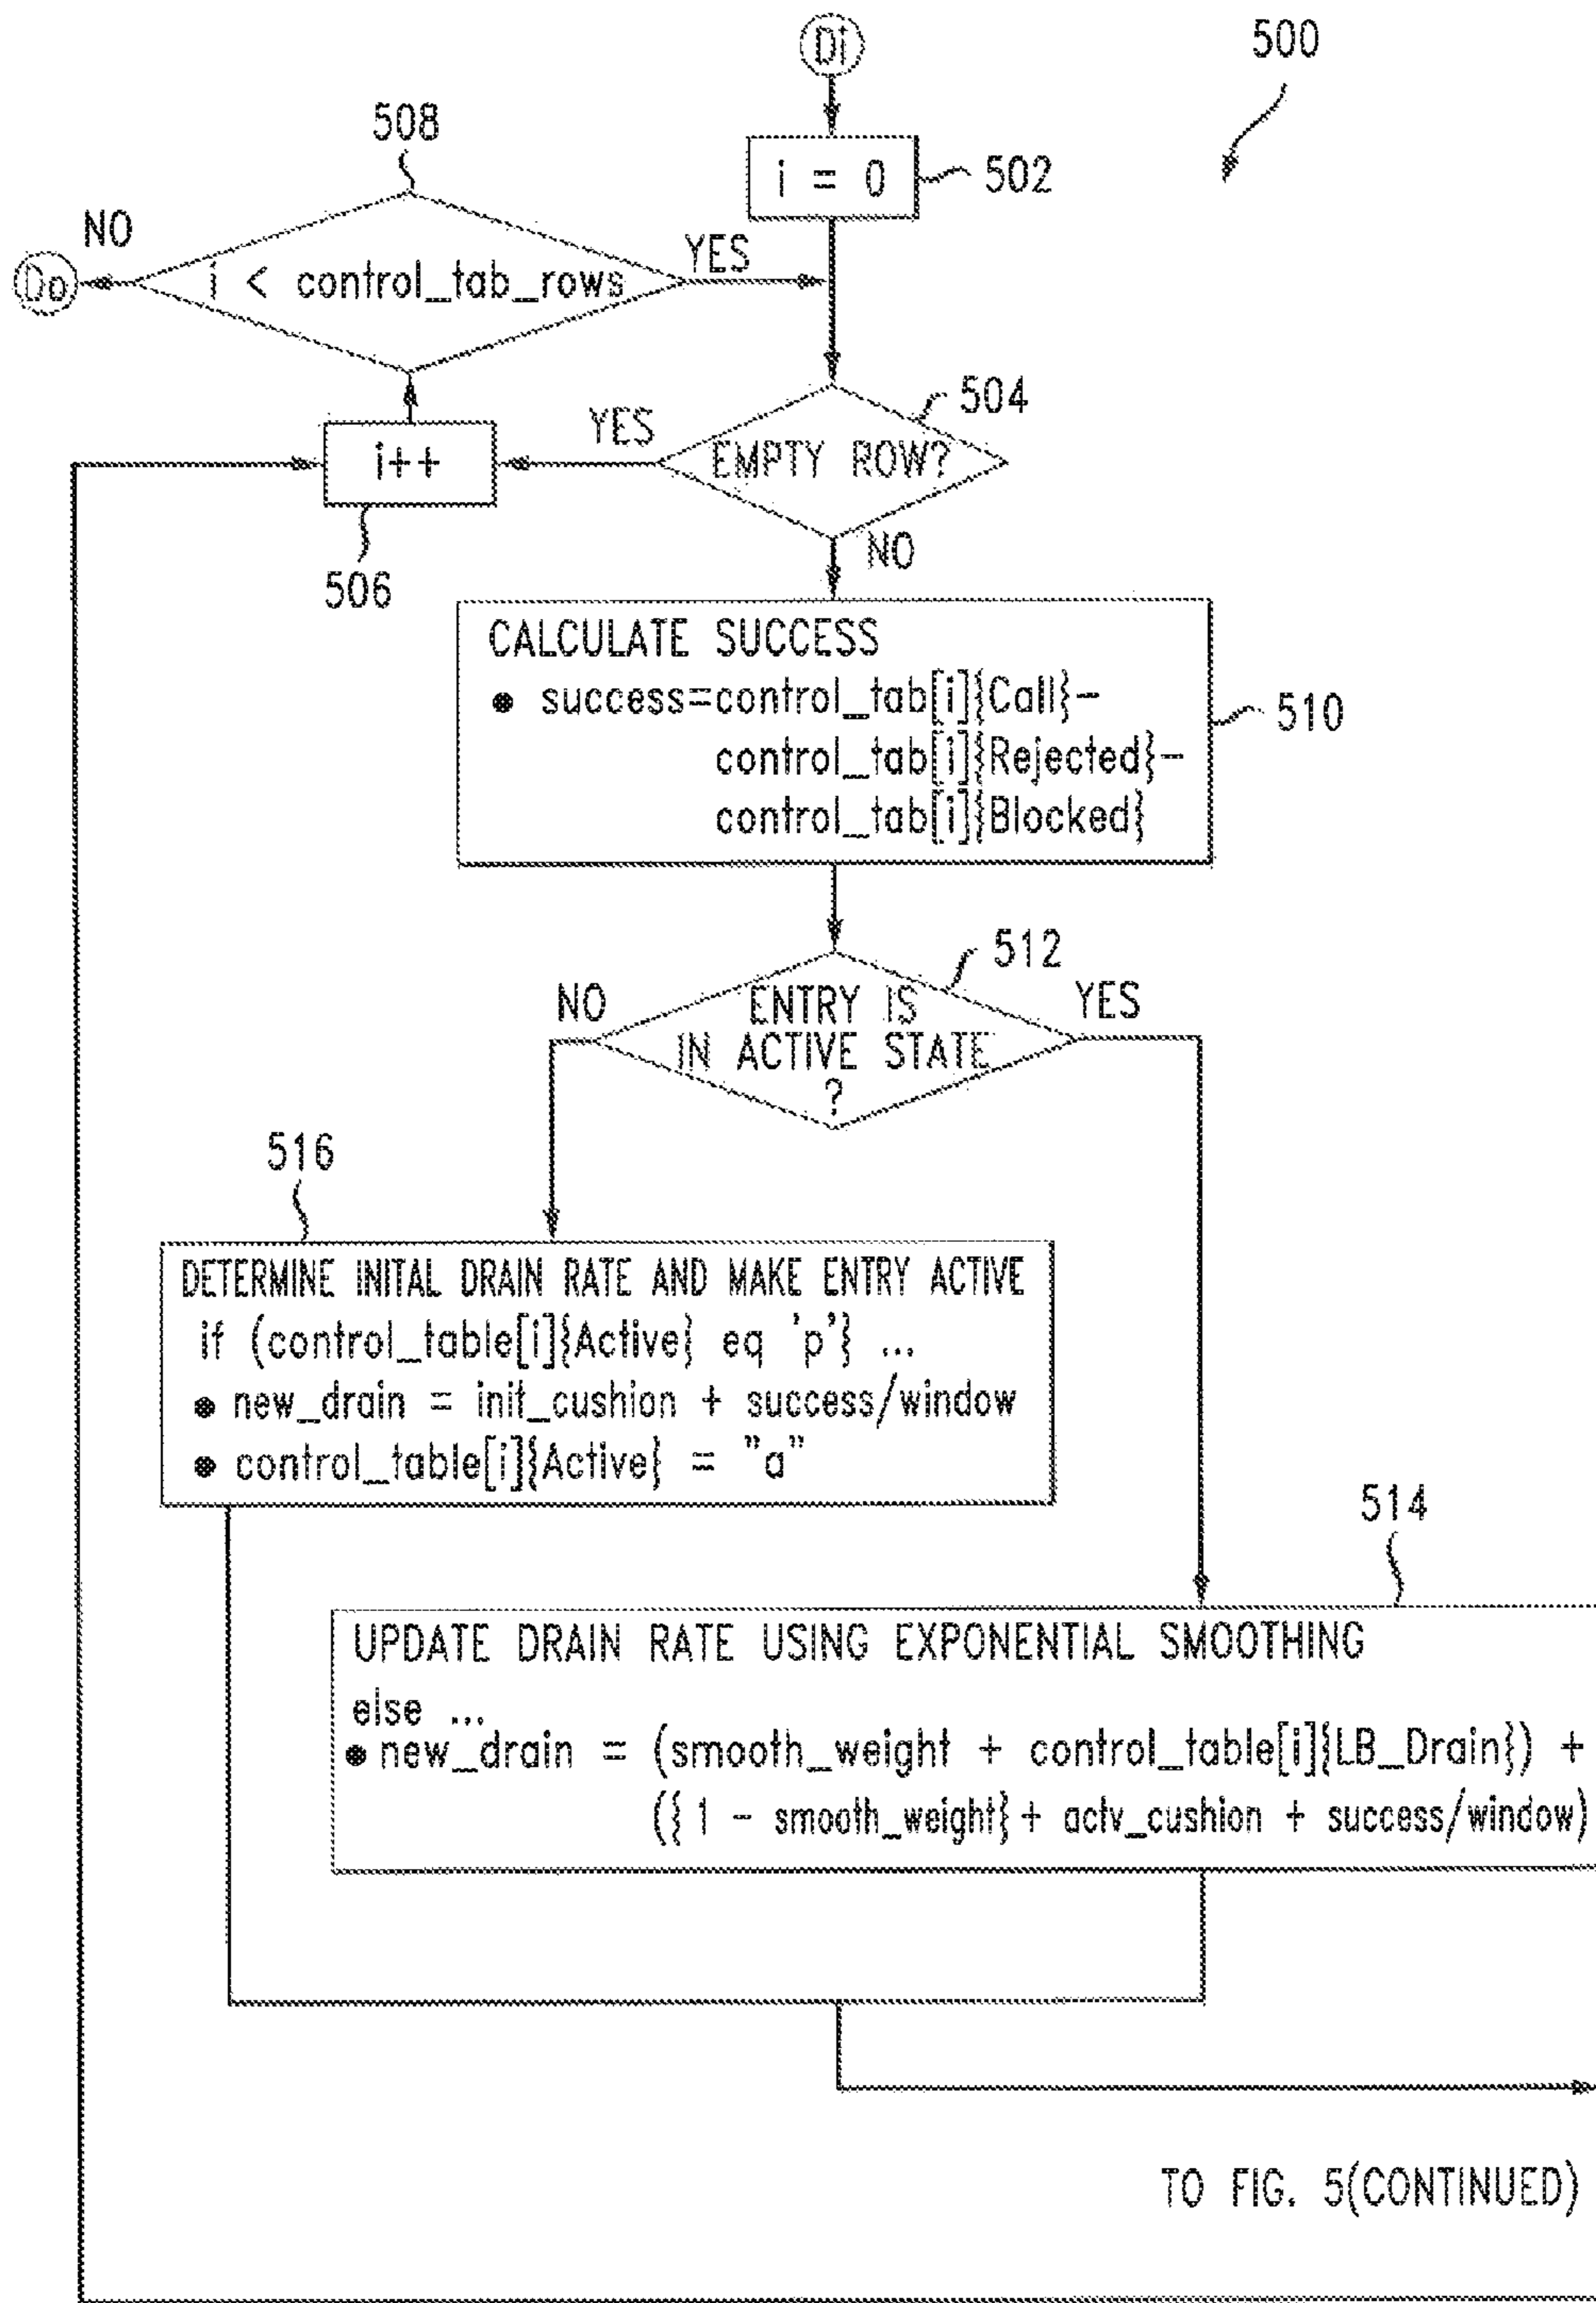 Di
500
508
i = 0
502
NO
YES
Do
i < control_tab_rows
504
YES
EMPTY ROW?
i++
NO
506
CALCULATE SUCCESS
• success=control_tab[i]{Call}-
control_tab[i]{Rejected}-
control_tab[i]{Blocked}
510
512
NO
ENTRY IS
IN ACTIVE STATE
?
YES
516
DETERMINE INITAL DRAIN RATE AND MAKE ENTRY ACTIVE
if (control_table[i]{Active} eq 'p'} ...
• new_drain = init_cushion + success/window
• control_table[i]{Active} = "a"
514
UPDATE DRAIN RATE USING EXPONENTIAL SMOOTHING
else ...
• new_drain = (smooth_weight + control_table[i]{LB_Drain}) +
({ 1 - smooth_weight} + actv_cushion + success/window)
TO FIG. 5(CONTINUED)